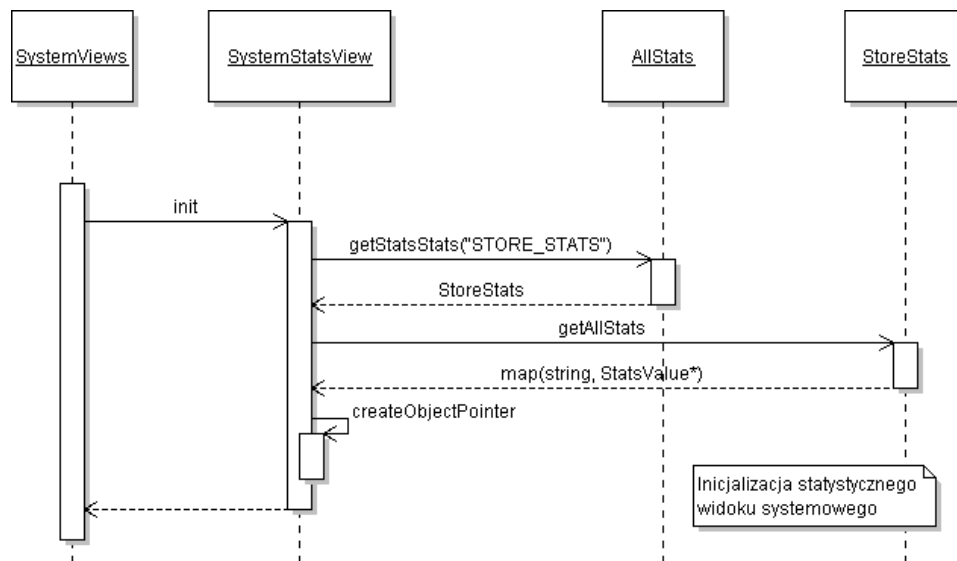 SystemViews
SystemStatsView
AllStats
StoreStats
init
getStatsStats("STORE_STATS")
StoreStats
getAllStats
map(string, StatsValue*)
createObjectPointer
Inicjalizacja statystycznego
widoku systemowego